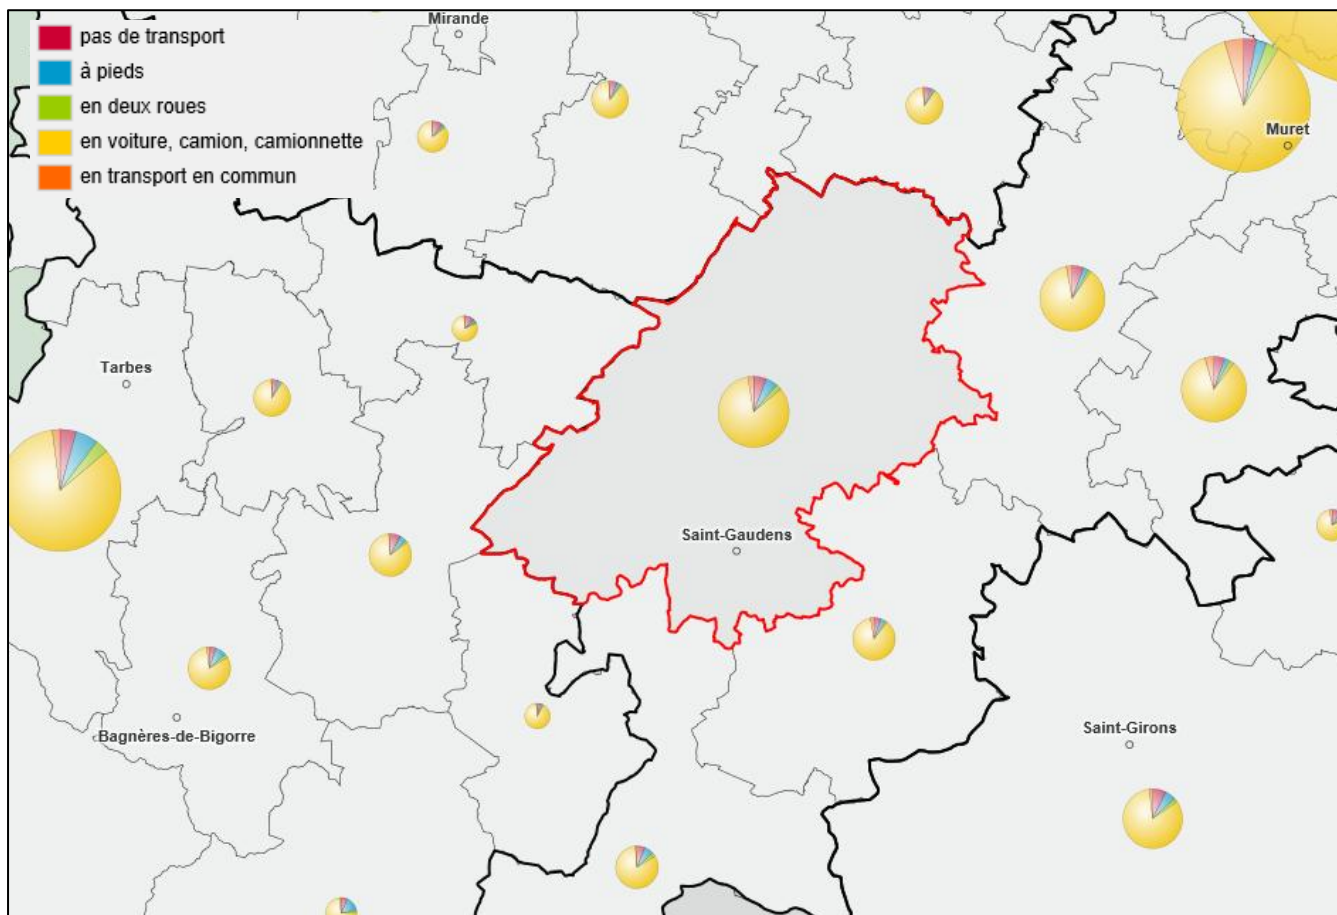 Mirande
pas de transport
à pieds
en deux roues
en voiture, camion, camionnette
en transport en commun
Muret
Tarbes
Saint-Gaudens
Bagnères-de-Bigorre
Saint-Girons